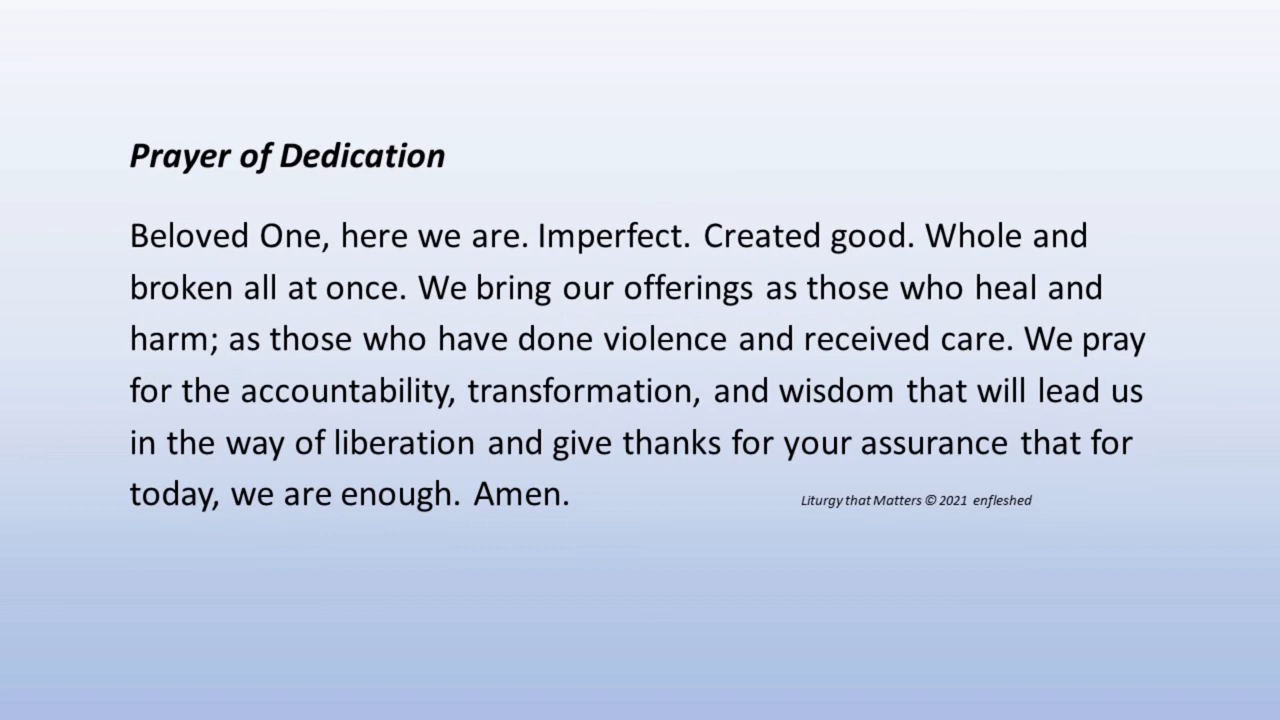 Prayer of Dedication
Beloved One, here we are. Imperfect. Created good. Whole and
broken all at once. We bring our offerings as those who heal and
harm; as those who have done violence and received care. We pray
for the accountability, transformation, and wisdom that will lead us
in the way of liberation and give thanks for your assurance that for
today, we are enough. Amen. Liturgy that Matters © 2021 enfleshed